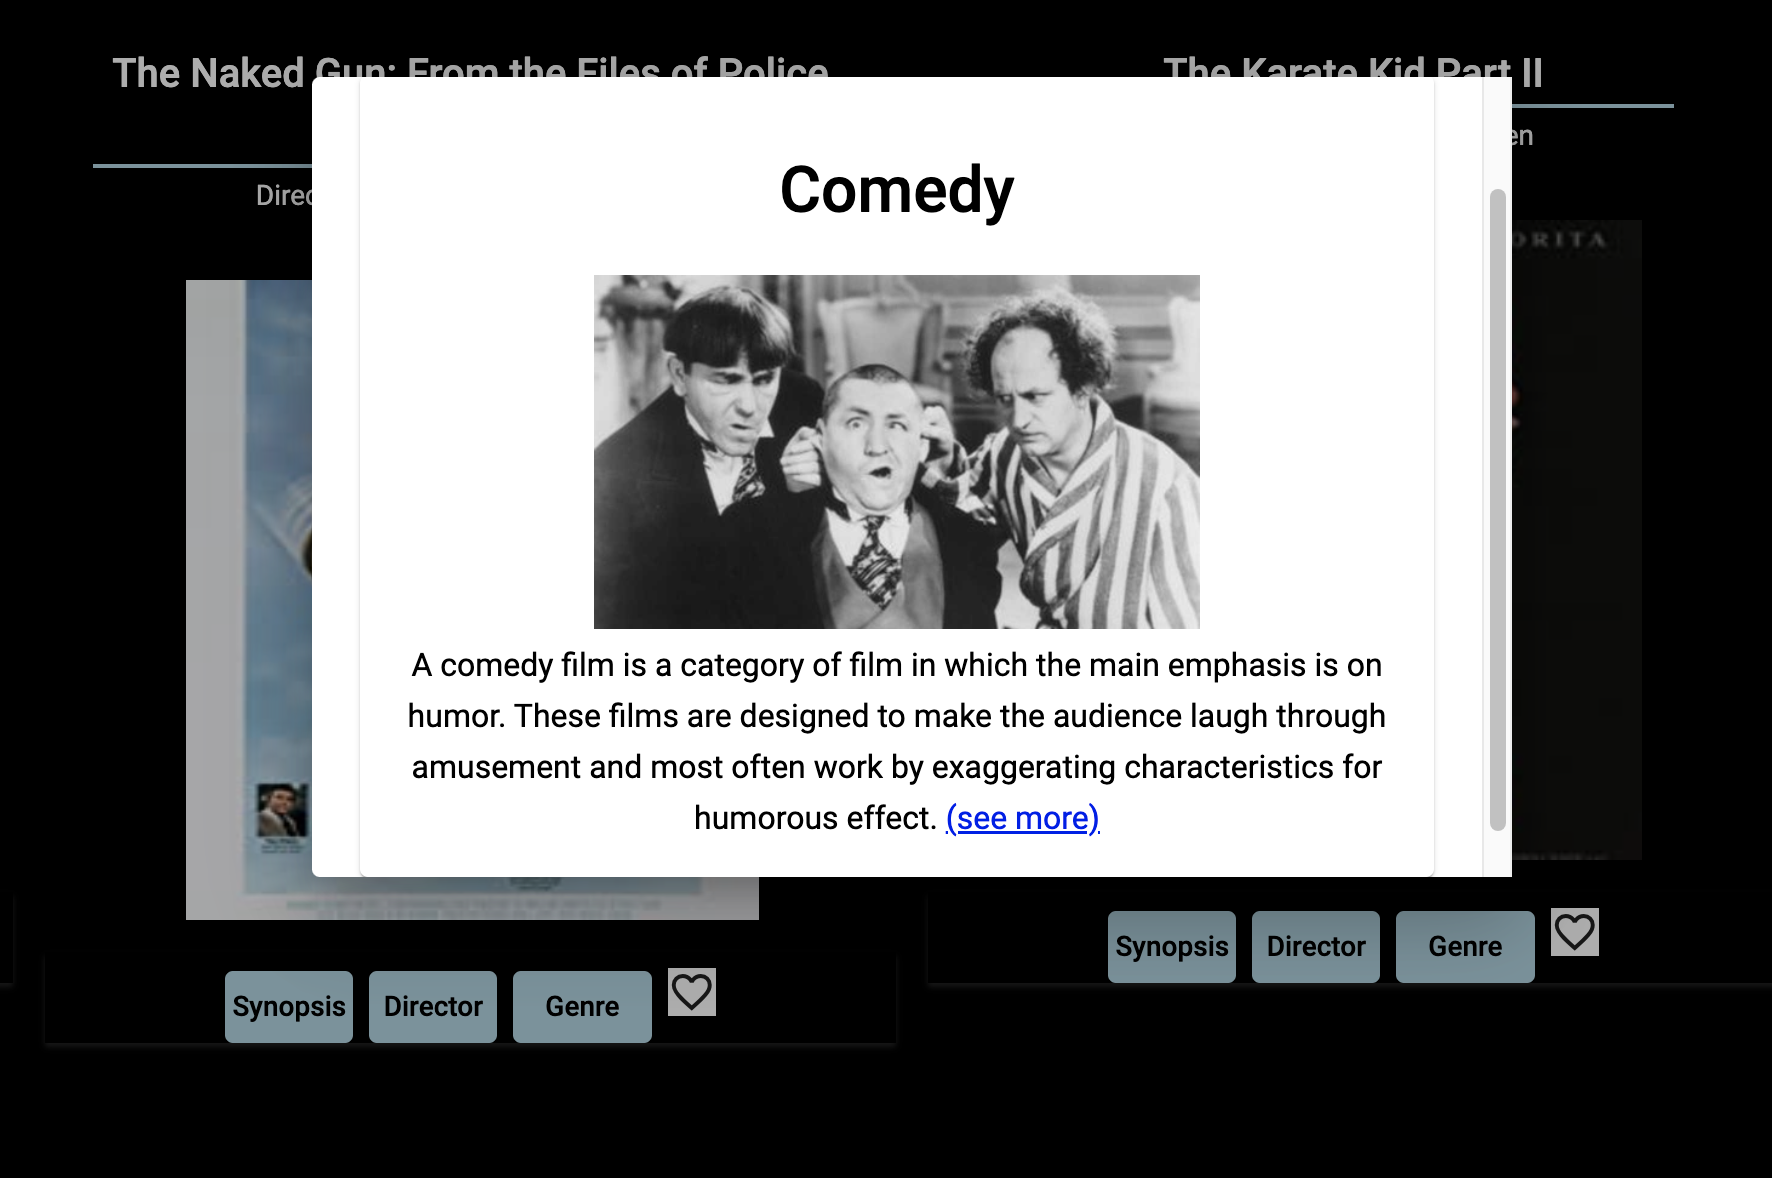 The Naked Gun: From the Files of Police
The Karate Kid Part II
Comedy
A comedy film is a category of film in which the main emphasis is on
humor. These films are designed to make the audience laugh through
amusement and most often work by exaggerating characteristics for
humorous effect. (see more)
Synopsis Director Genre
Synopsis Director Genre